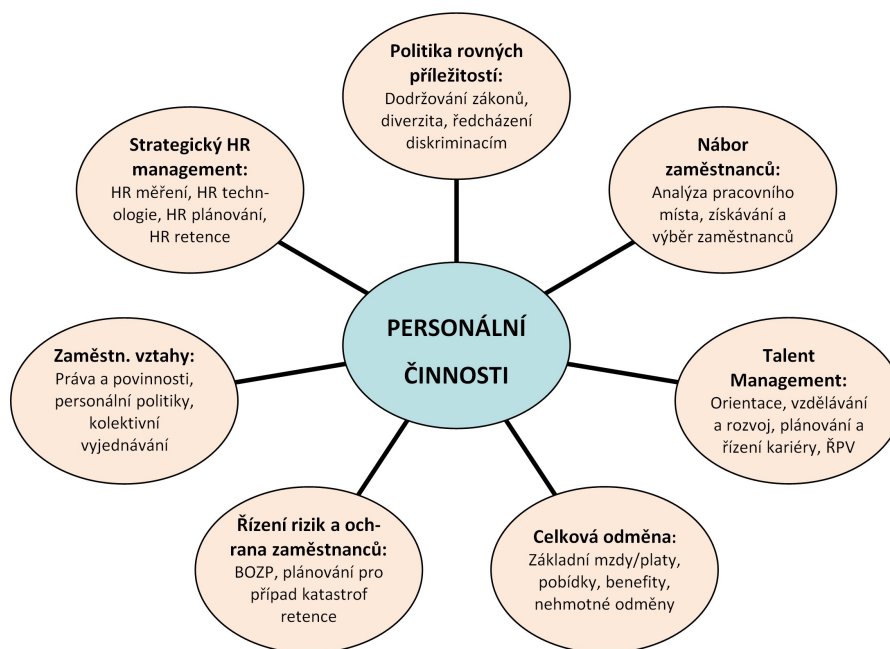 Politika rovných
příležitostí:
Dodržování zákonů,
diverzita, ředcházení
diskriminacím
Strategický HR
management:
HR měření, HR techn-
ologie, HR plánování,
HR retence
Nábor
zaměstnanců:
Analýza pracovního
místa, získávání a
výběr zaměstnanců
PERSONÁLNÍ
ČINNOSTI
Zaměstn. vztahy:
Práva a povinnosti,
personální politiky,
kolektivní
vyjednávání
Talent
Management:
Orientace, vzdělávání
a rozvoj, plánování a
řízení kariéry, ŘPV
Řízení rizik a och-
rana zaměstnanců:
BOZP, plánování pro
případ katastrof
retence
Celková odměna:
Základní mzdy/platy,
pobídky, benefity,
nehmotné odměny